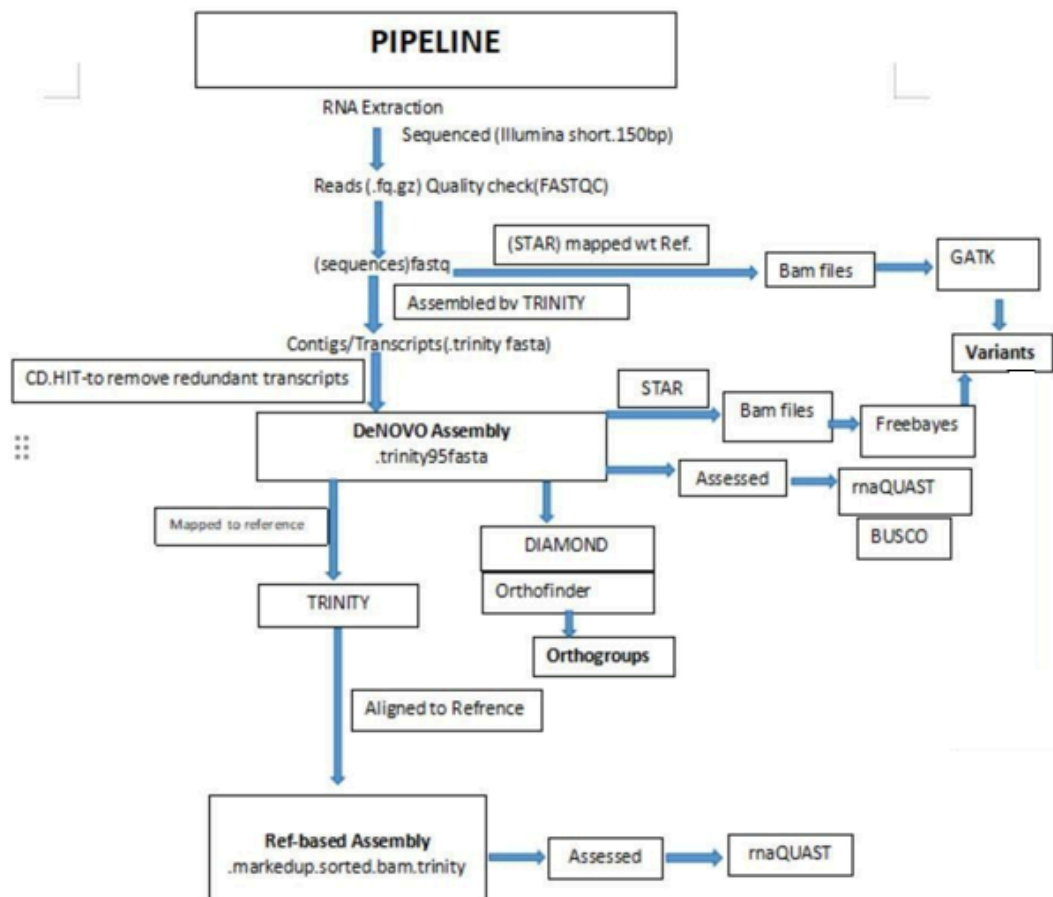 PIPELINE
RNA Extraction
Sequenced (Illumina short.150bp)
Reads (.fq.gz) Quality check(FASTQC)
(STAR) mapped wt Ref.
(sequences)fastq
Bam files
GATK
Assembled by TRINITY
Contigs/Transcripts(.trinity fasta)
Variants
CD.HIT-to remove redundant transcripts
STAR
Bam files
Freebayes
DeNOVO Assembly
.trinity95fasta
Assessed
rnaQUAST
BUSCO
Mapped to reference
DIAMOND
Orthofinder
TRINITY
Orthogroups
Aligned to Refrence
Ref-based Assembly
.markedup.sorted.bam.trinity
Assessed
rnaQUAST